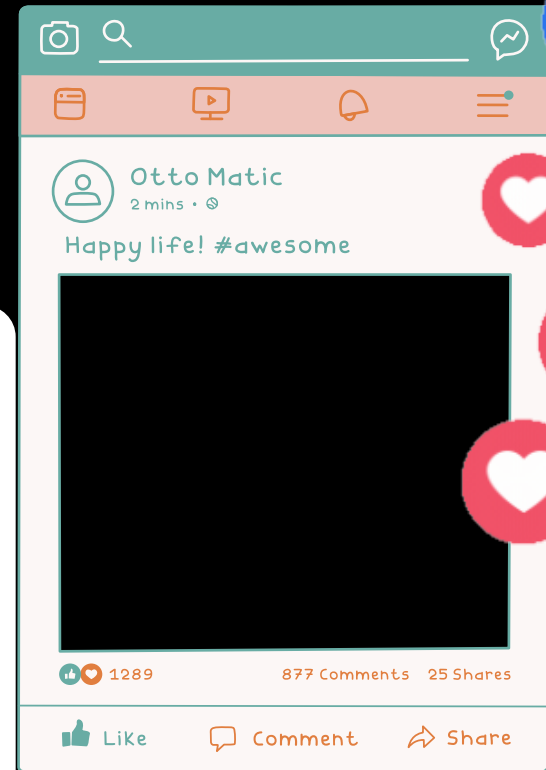 Otto Matic
2 mins •
Happy life! #awesome
1289 877 Comments 25 Shares
Like Comment Share